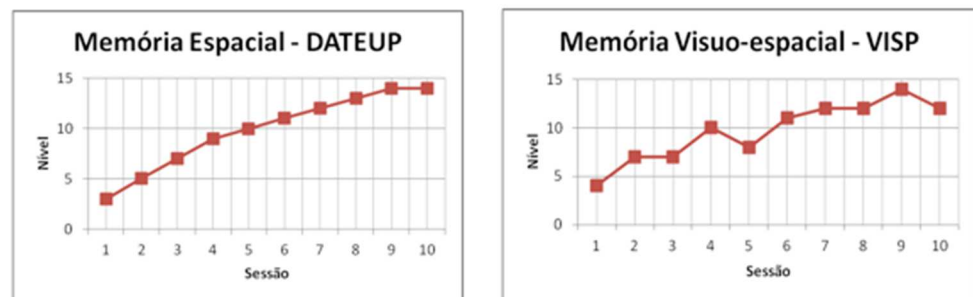 Memória Espacial - DATEUP
15
10
5
0
Nível
1 2 3 4 5 6 7 8 9 10
Sessão
Memória Visuo-espacial - VISP
15
10
5
0
Nível
1 2 3 4 5 6 7 8 9 10
Sessão